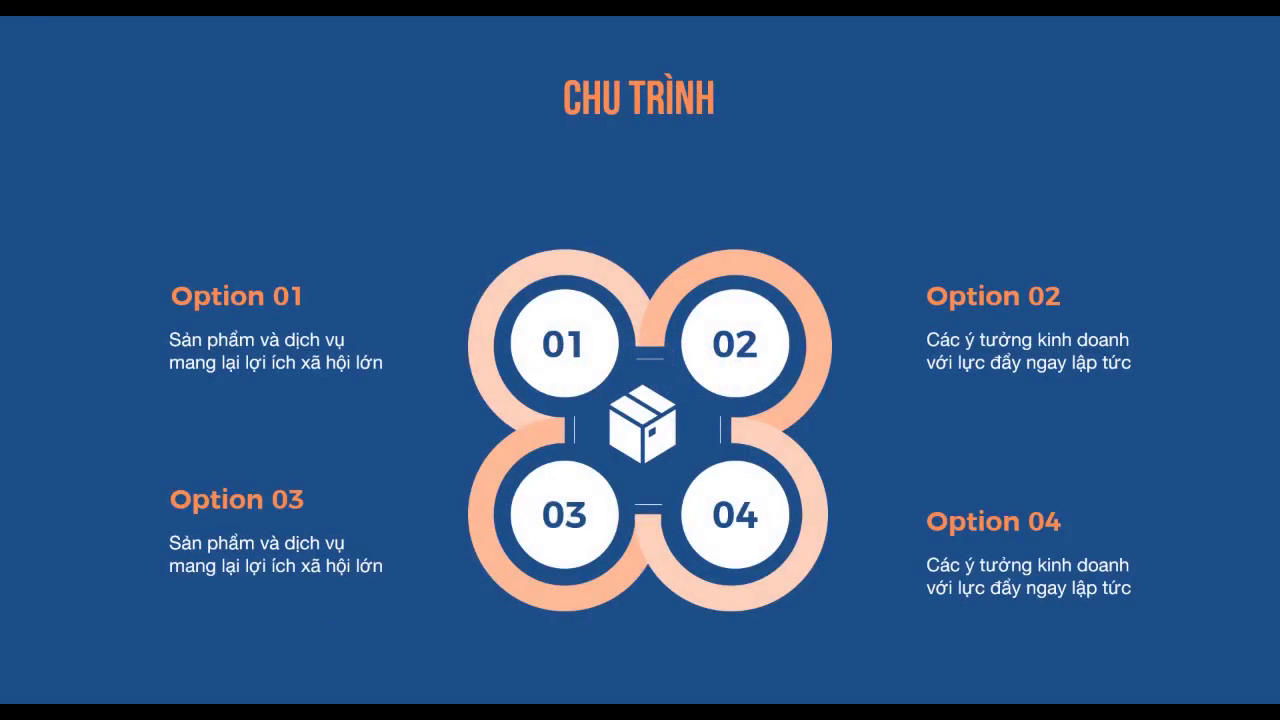 CHU TRÌNH
Option 01
Sản phẩm và dịch vụ
mang lại lợi ích xã hội lớn
01
02
Option 02
Các ý tưởng kinh doanh
với lực đẩy ngay lập tức
Option 03
Sản phẩm và dịch vụ
mang lại lợi ích xã hội lớn
03
04
Option 04
Các ý tưởng kinh doanh
với lực đẩy ngay lập tức